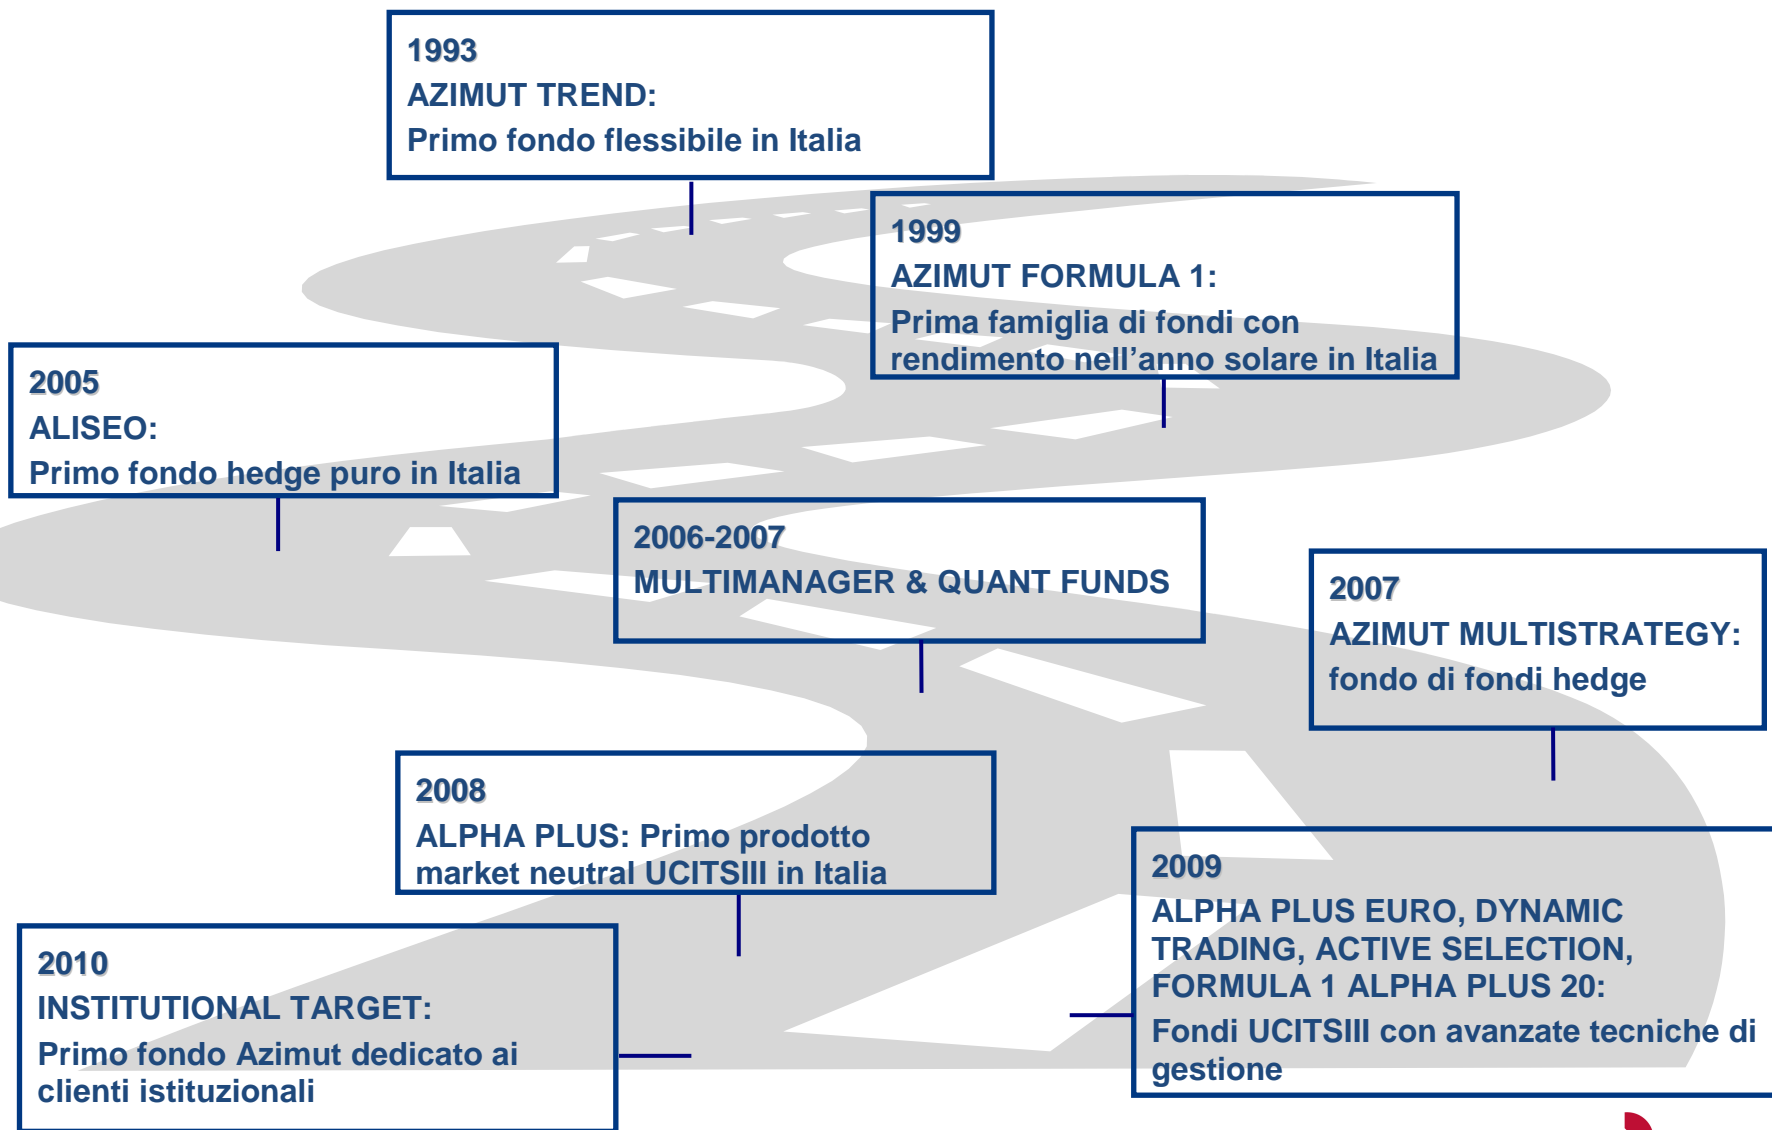 1993
AZIMUT TREND:
Primo fondo flessibile in Italia
1999
AZIMUT FORMULA 1:
Prima famiglia di fondi con
rendimento nell’anno solare in Italia
2005
ALISEO:
Primo fondo hedge puro in Italia
2006-2007
MULTIMANAGER & QUANT FUNDS
2007
AZIMUT MULTISTRATEGY:
fondo di fondi hedge
2008
ALPHA PLUS: Primo prodotto
market neutral UCITSIII in Italia
2009
ALPHA PLUS EURO, DYNAMIC
TRADING, ACTIVE SELECTION,
FORMULA 1 ALPHA PLUS 20:
Fondi UCITSIII con avanzate tecniche di
gestione
2010
INSTITUTIONAL TARGET:
Primo fondo Azimut dedicato ai
clienti istituzionali